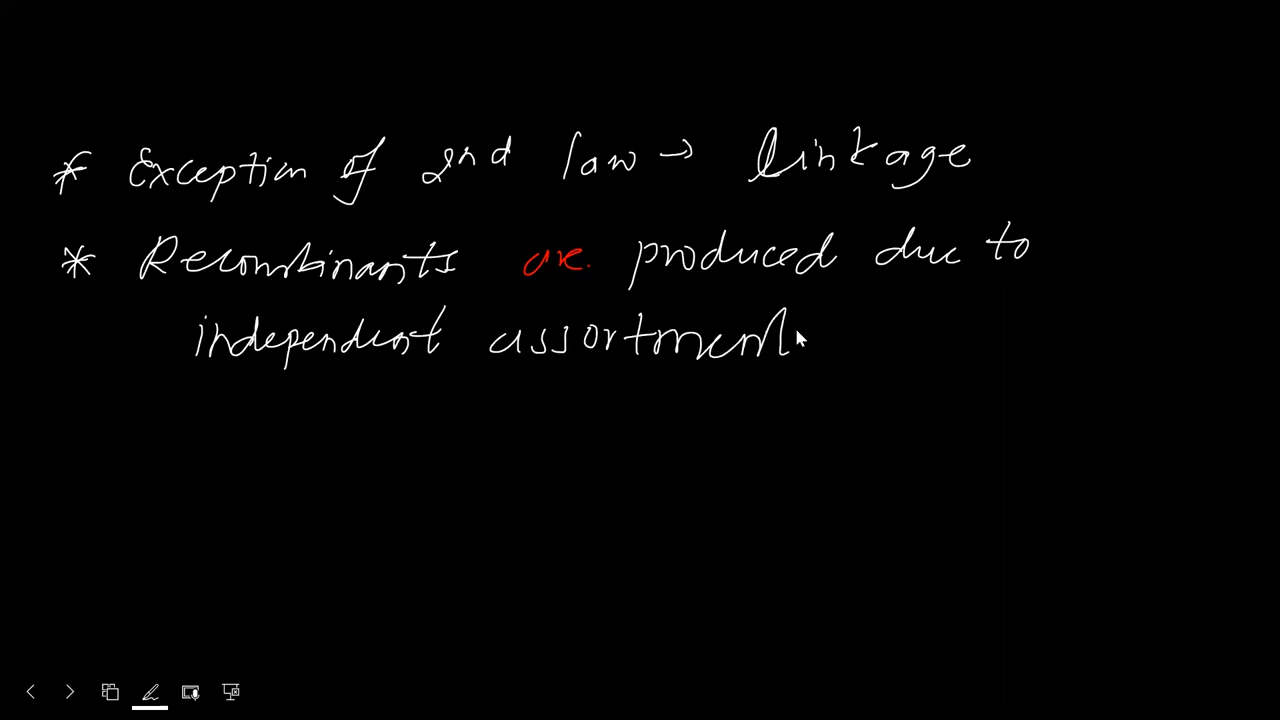 * Exception of 2nd law → linkage
* Recombinants are produced due to
independent assortment